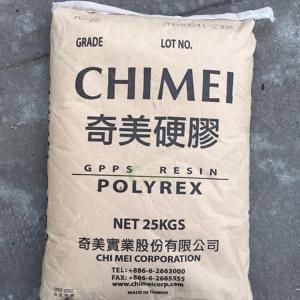 GRADE LOT NO.
CHIMEI
奇美硬膠
GPPS RESIN
POLYREX
NET 25KGS
奇美實業股份有限公司
CHI MEI CORPORATION
TEL: +886-6-2663000
FAX: +886-6-2665555
www.chimeicorp.com
MADE IN TAIWAN